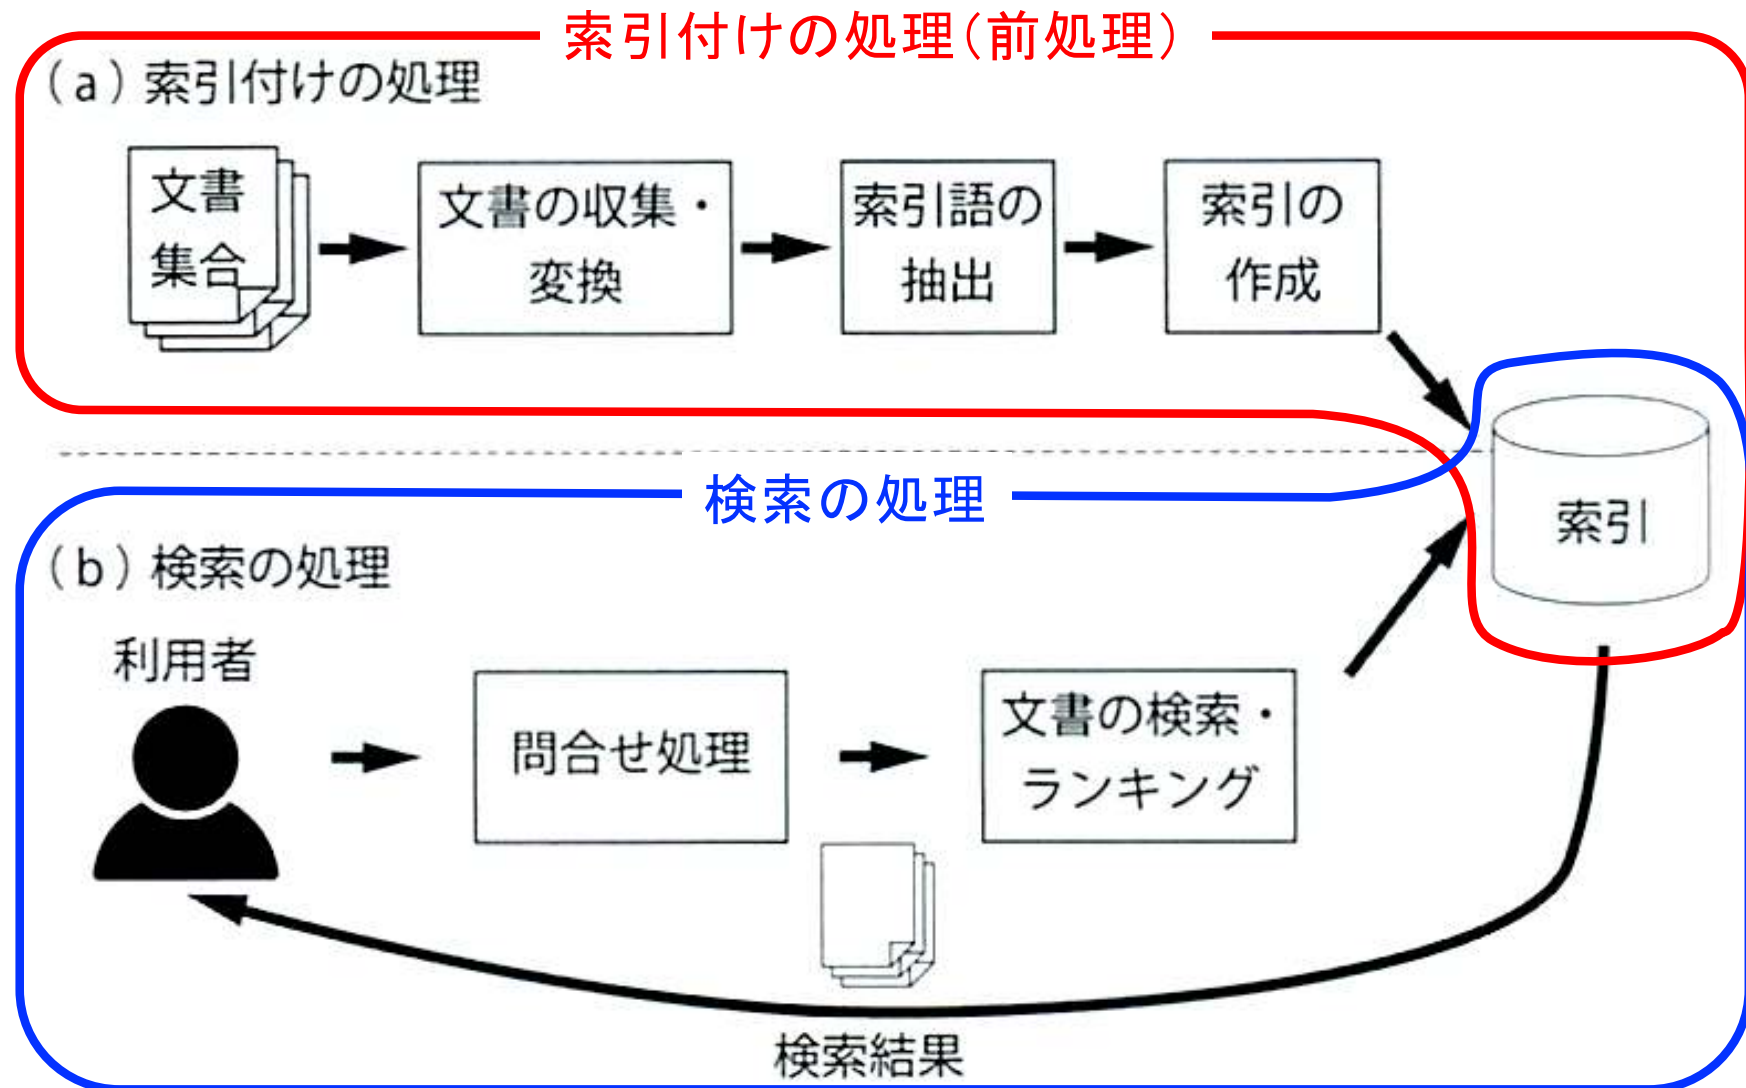 索引付けの処理(前処理)
(a)索引付けの処理
文書
集合
文書の収集・
変換
索引語の
抽出
索引の
作成
索引
検索の処理
(b)検索の処理
利用者
問合せ処理
文書の検索・
ランキング
検索結果